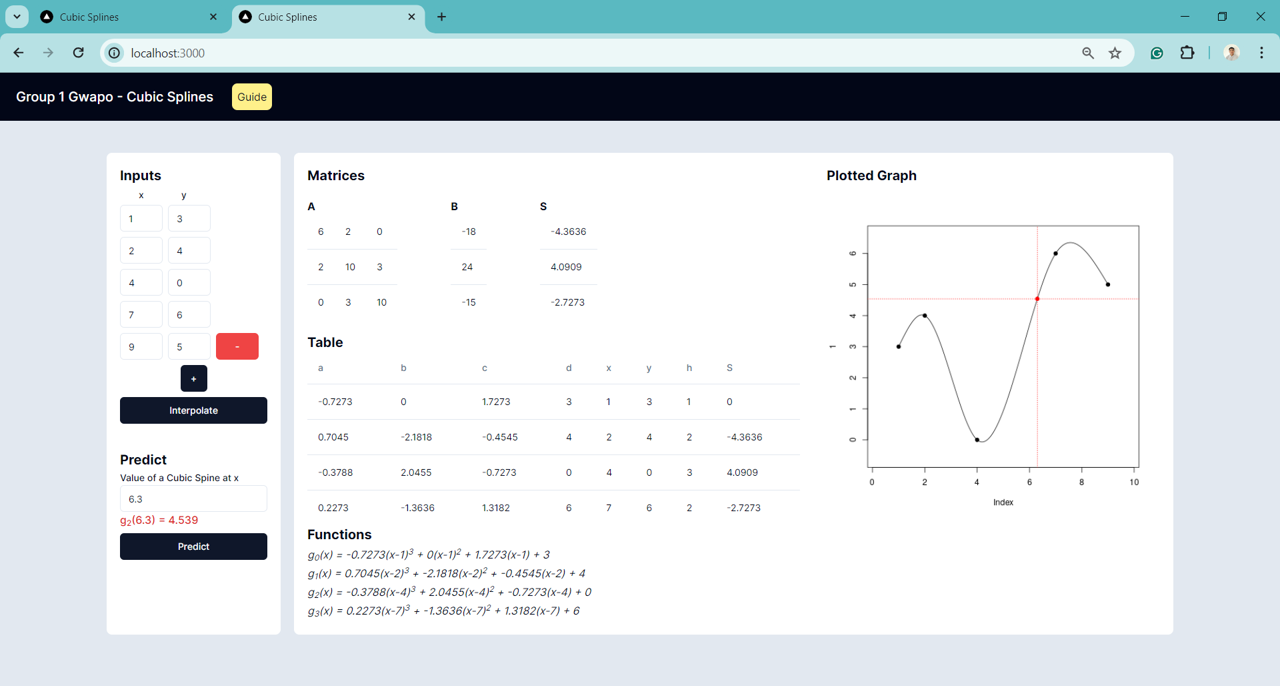 Cubic Splines
Cubic Splines
localhost:3000
Group 1 Gwapo - Cubic Splines
Guide
Inputs
x y
1 3
2 4
4 0
7 6
9 5 -
+
Interpolate
Predict
Value of a Cubic Spine at x
6.3
g₂(6.3) = 4.539
Predict
Matrices
A B S
6 2 0 -18 -4.3636
2 10 3 24 4.0909
0 3 10 -15 -2.7273
Table
a b c d x y h S
-0.7273 0 1.7273 3 1 3 1 0
0.7045 -2.1818 -0.4545 4 2 4 2 -4.3636
-0.3788 2.0455 -0.7273 0 4 0 3 4.0909
0.2273 -1.3636 1.3182 6 7 6 2 -2.7273
Functions
g₀(x) = -0.7273(x-1)³ + 0(x-1)² + 1.7273(x-1) + 3
g₁(x) = 0.7045(x-2)³ + -2.1818(x-2)² + -0.4545(x-2) + 4
g₂(x) = -0.3788(x-4)³ + 2.0455(x-4)² + -0.7273(x-4) + 0
g₃(x) = 0.2273(x-7)³ + -1.3636(x-7)² + 1.3182(x-7) + 6
Plotted Graph
6
5
4
3
2
1
0
1
0 2 4 6 8 10
Index